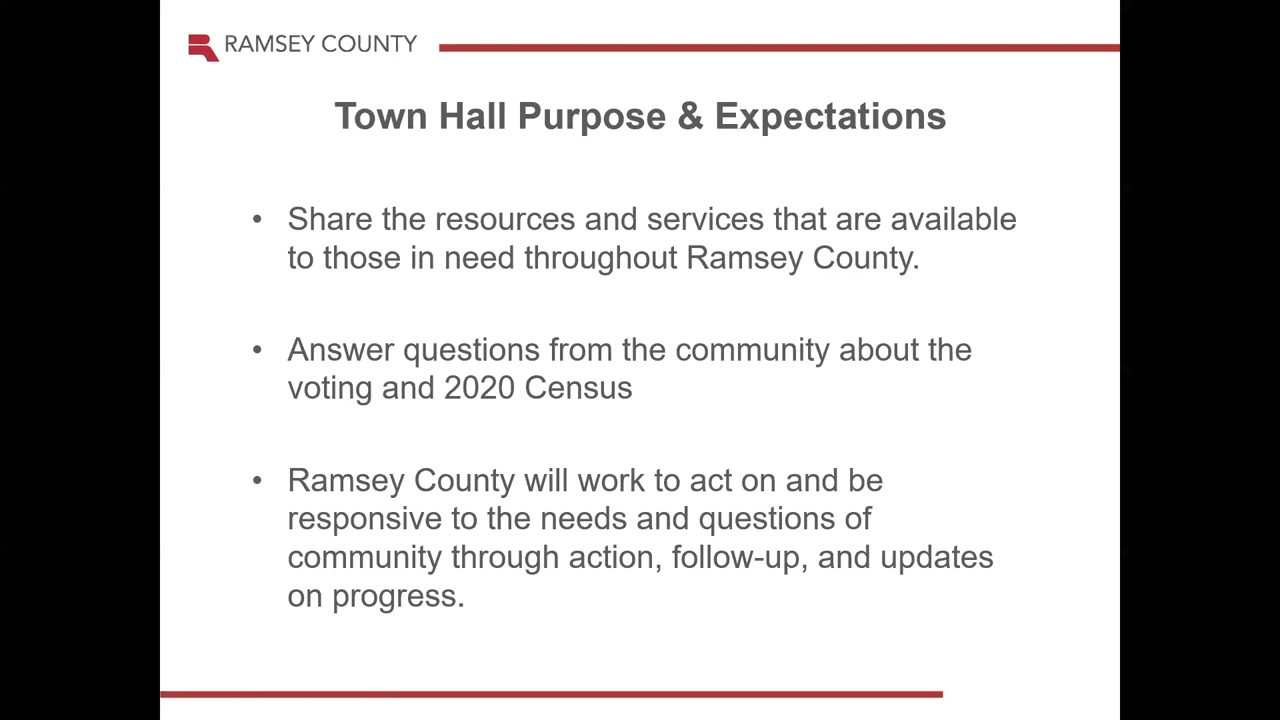 RAMSEY COUNTY
Town Hall Purpose & Expectations
• Share the resources and services that are available
to those in need throughout Ramsey County.
• Answer questions from the community about the
voting and 2020 Census
• Ramsey County will work to act on and be
responsive to the needs and questions of
community through action, follow-up, and updates
on progress.